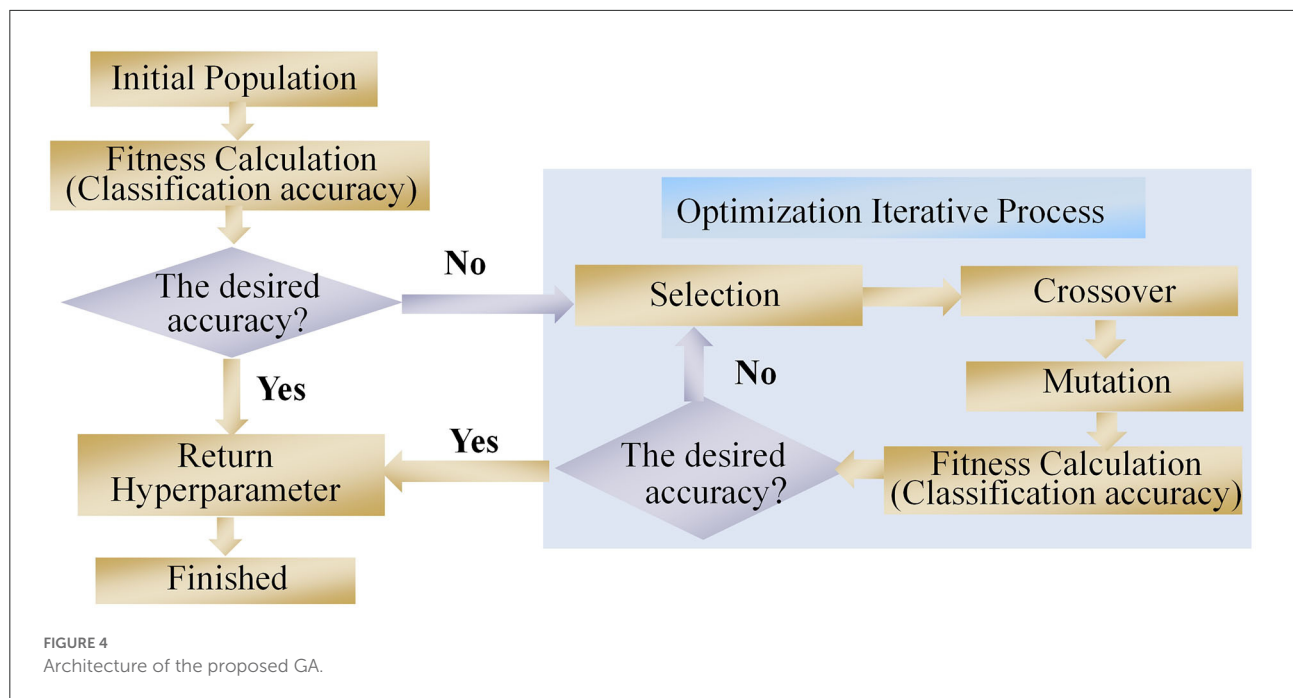 Initial Population
Fitness Calculation
(Classification accuracy)
The desired
accuracy?
No
Yes
Return
Hyperparameter
Finished
Optimization Iterative Process
Selection
Crossover
Mutation
Fitness Calculation
(Classification accuracy)
The desired
accuracy?
No
Yes
FIGURE 4
Architecture of the proposed GA.